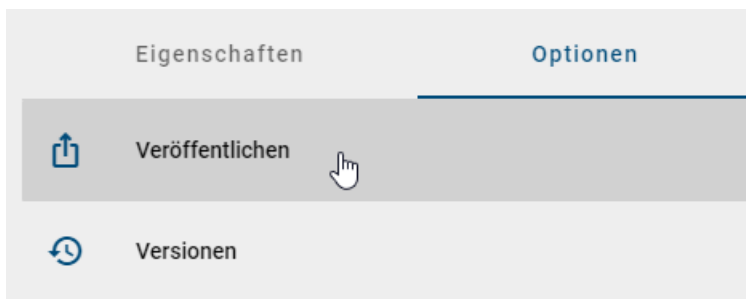 Eigenschaften Optionen
Veröffentlichen
Versionen